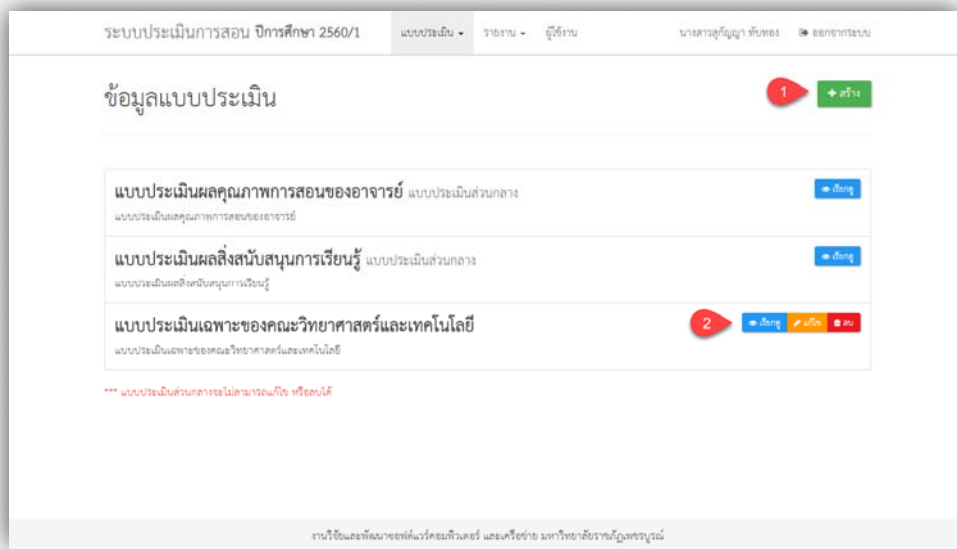 ระบบประเมินการสอน ปีการศึกษา 2560/1 แบบประเมิน รายงาน ผู้ใช้งาน นางสาวสุกัญญา ทับทอง ออกจากระบบ
ข้อมูลแบบประเมิน 1 สร้าง
แบบประเมินผลคุณภาพการสอนของอาจารย์ แบบประเมินส่วนกลาง เรียกดู
แบบประเมินผลคุณภาพการสอนของอาจารย์
แบบประเมินผลสิ่งสนับสนุนการเรียนรู้ แบบประเมินส่วนกลาง เรียกดู
แบบประเมินผลสิ่งสนับสนุนการเรียนรู้
แบบประเมินเฉพาะของคณะวิทยาศาสตร์และเทคโนโลยี 2 เรียกดู แก้ไข ลบ
แบบประเมินเฉพาะของคณะวิทยาศาสตร์และเทคโนโลยี
*** แบบประเมินส่วนกลางจะไม่สามารถแก้ไข หรือลบได้
งานวิจัยและพัฒนาซอฟต์แวร์คอมพิวเตอร์ และเครือข่าย มหาวิทยาลัยราชภัฏเพชรบูรณ์